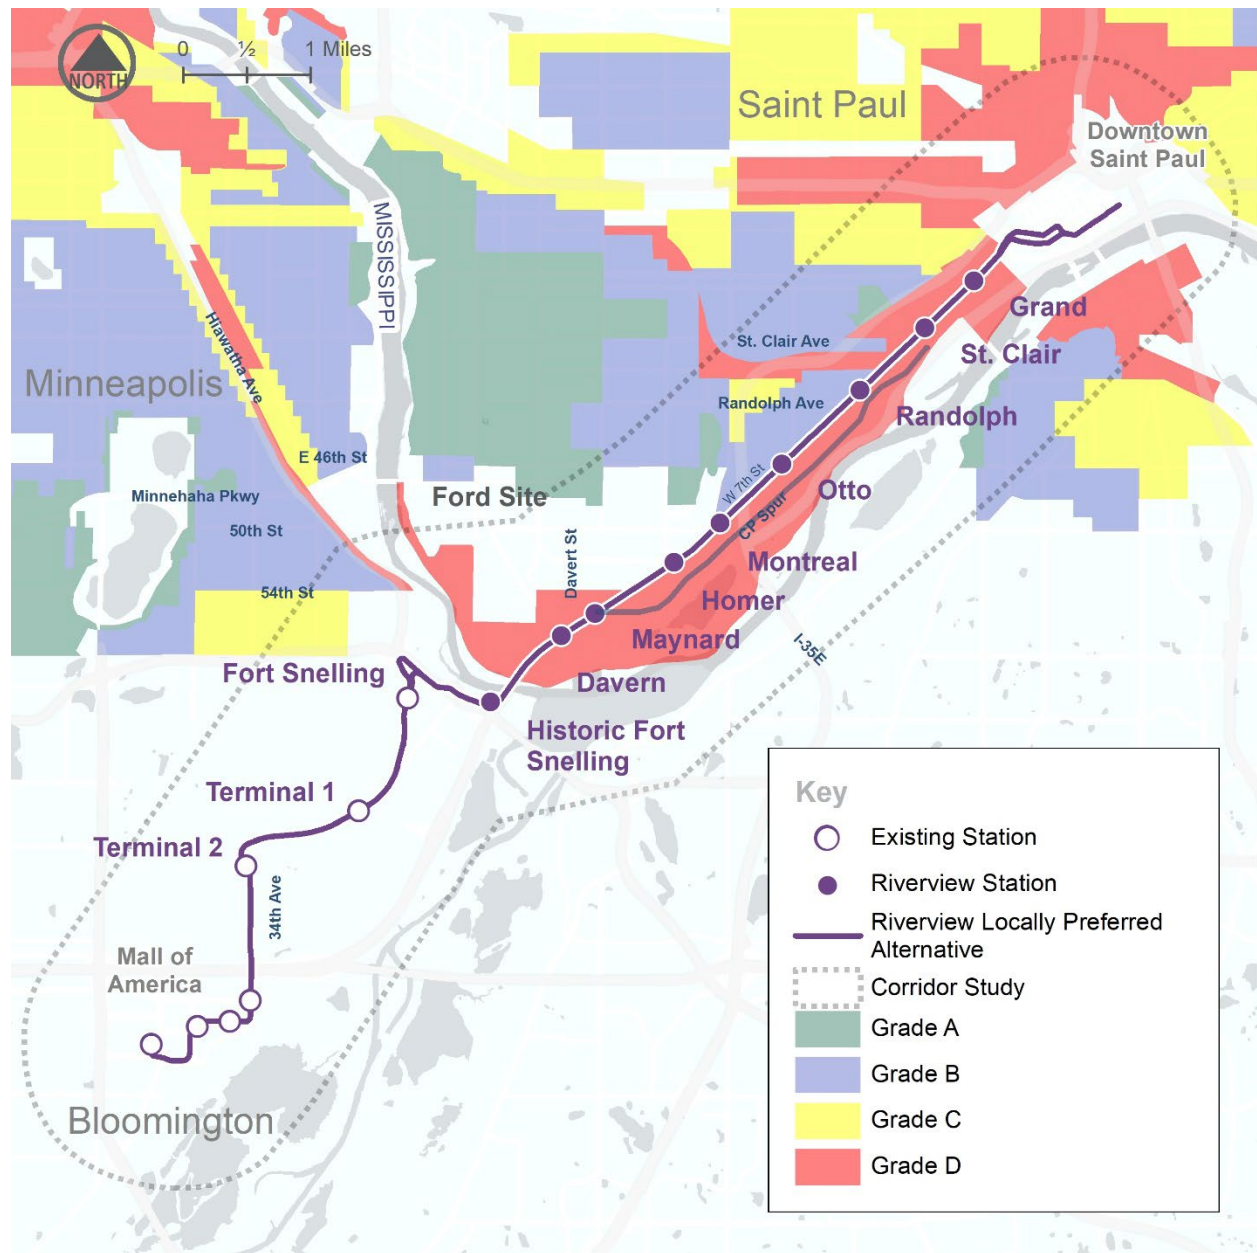 0 ½ 1 Miles
NORTH
Saint Paul
Downtown
Saint Paul
MISSISSIPPI
Hiawatha Ave
Minneapolis
St. Clair Ave
Grand
St. Clair
Randolph Ave
Randolph
E 46th St
W 7th St
Otto
Minnehaha Pkwy
Ford Site
CP Spur
50th St
Davert St
Montreal
54th St
Homer
Maynard
I-35E
Fort Snelling
Davern
Historic Fort
Snelling
Terminal 1
Terminal 2
34th Ave
Mall of
America
Bloomington
Key
Existing Station
Riverview Station
Riverview Locally Preferred
Alternative
Corridor Study
Grade A
Grade B
Grade C
Grade D